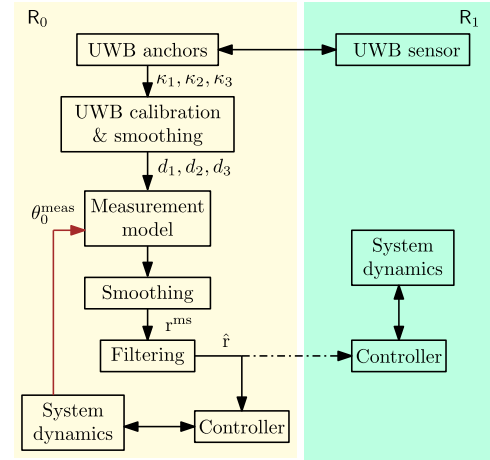 R₀
R₁
UWB anchors
UWB sensor
κ₁, κ₂, κ₃
UWB calibration
& smoothing
d₁, d₂, d₃
θ₀ᵐᵉᵃˢ
Measurement
model
System
dynamics
Smoothing
rᵐˢ
r̂
Filtering
Controller
System
dynamics
Controller